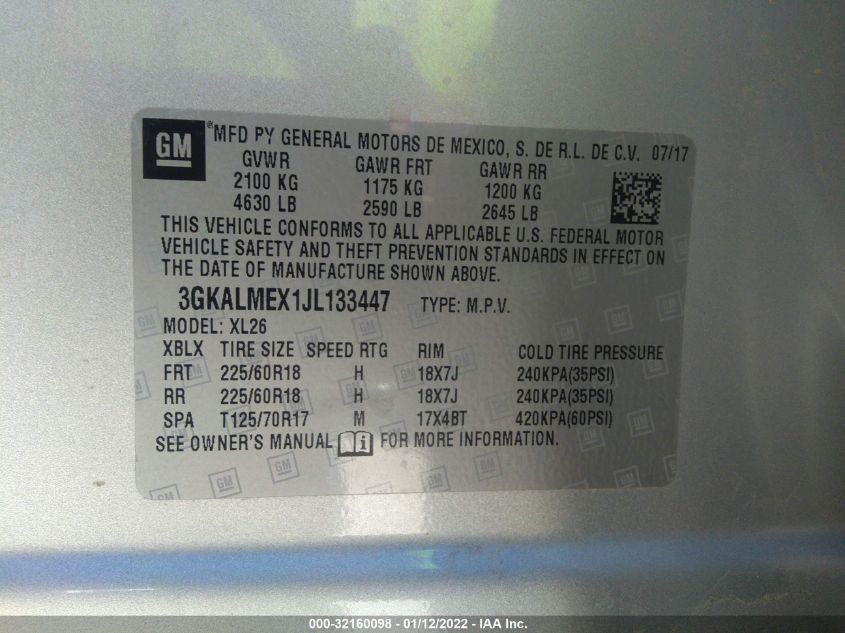 GM
®MFD PY GENERAL MOTORS DE MEXICO, S. DE R.L. DE C.V. 07/17
GVWR GAWR FRT GAWR RR
2100 KG 1175 KG 1200 KG
4630 LB 2590 LB 2645 LB
THIS VEHICLE CONFORMS TO ALL APPLICABLE U.S. FEDERAL MOTOR
VEHICLE SAFETY AND THEFT PREVENTION STANDARDS IN EFFECT ON
THE DATE OF MANUFACTURE SHOWN ABOVE.
3GKALMEX1JL133447 TYPE: M.P.V.
MODEL: XL26
XBLX TIRE SIZE SPEED RTG RIM COLD TIRE PRESSURE
FRT 225/60R18 H 18X7J 240KPA(35PSI)
RR 225/60R18 H 18X7J 240KPA(35PSI)
SPA T125/70R17 M 17X4BT 420KPA(60PSI)
SEE OWNER'S MANUAL FOR MORE INFORMATION.
000-32160098 - 01/12/2022 - IAA Inc.